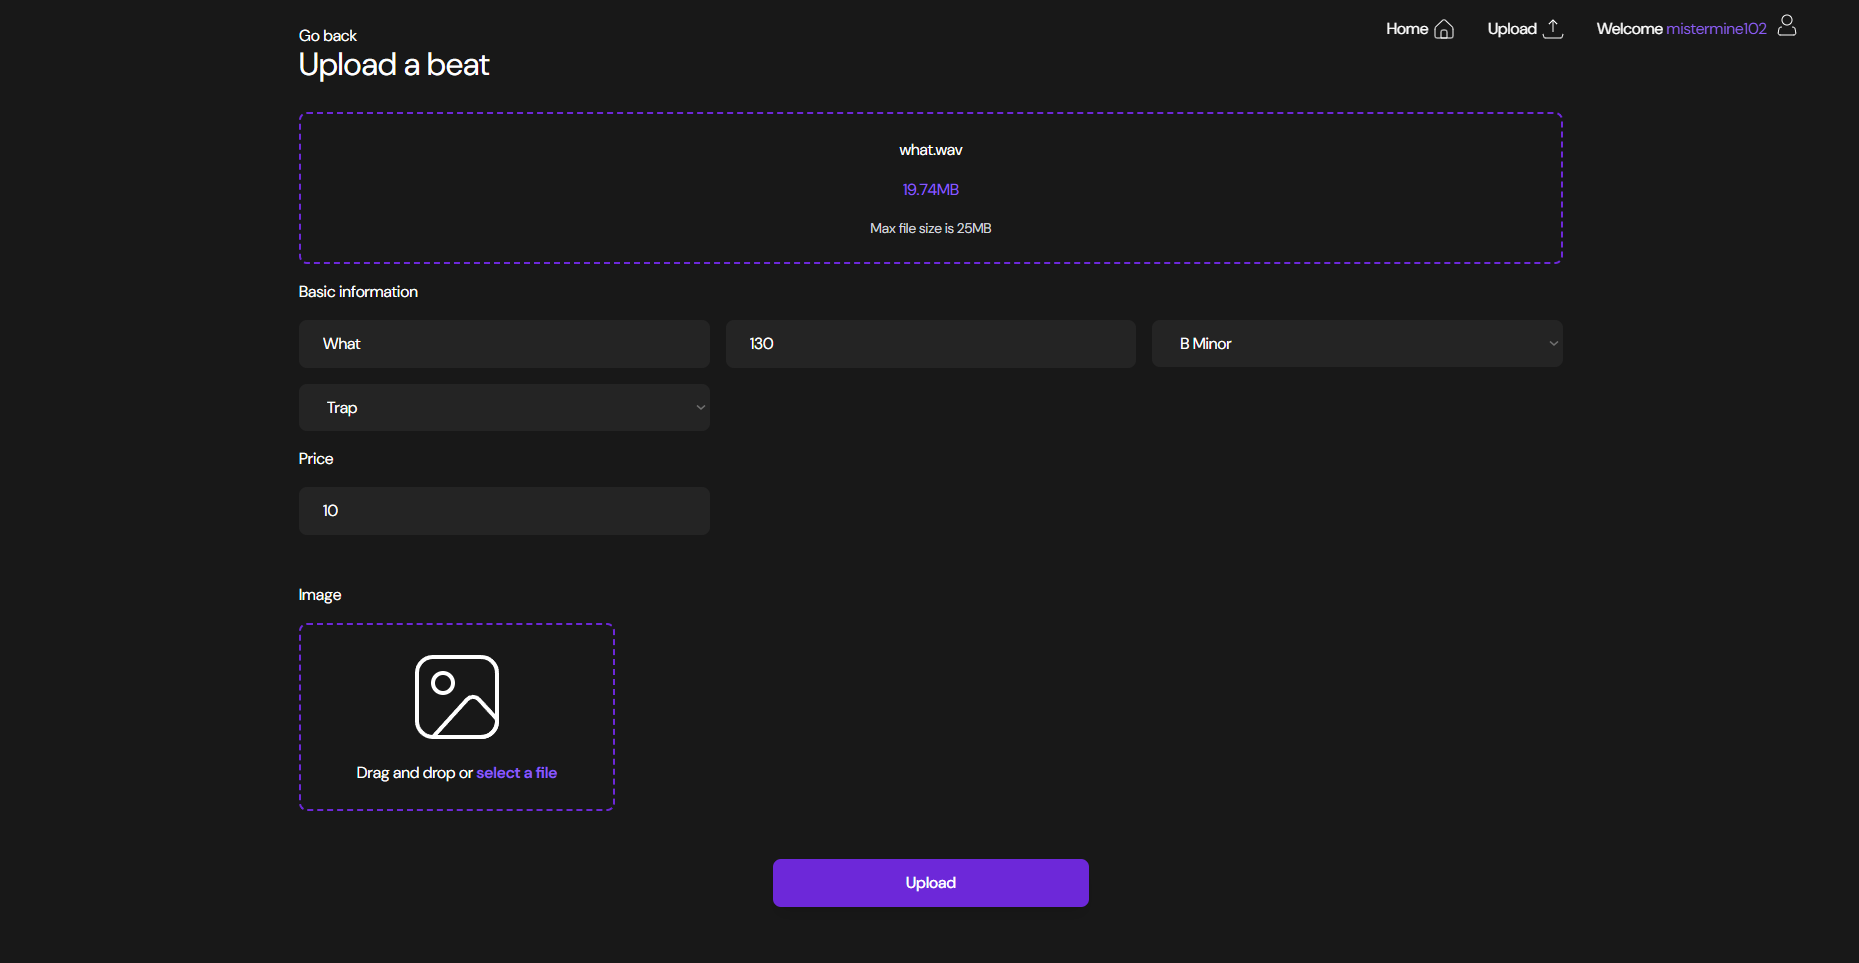 Go back
Home
Upload
Welcome mistermine102
Upload a beat
what.wav
19.74MB
Max file size is 25MB
Basic information
What
130
B Minor
Trap
Price
10
Image
Drag and drop or select a file
Upload